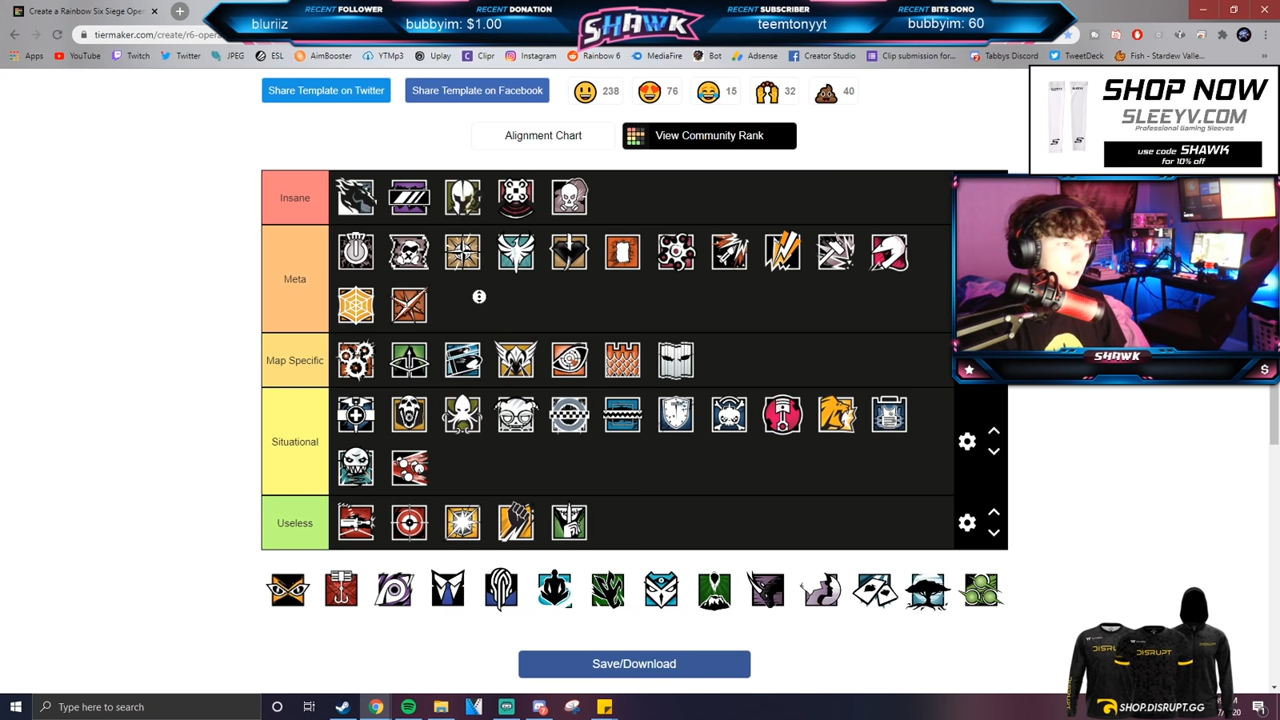 RECENT FOLLOWER
bluriiz
RECENT DONATION
bubbyim: $1.00
SHAWK
RECENT SUBSCRIBER
teemtonyyt
RECENT BITS DONO
bubbyim: 60
Create a Rainbow Six Siege Oper
tiermaker.com/create/r6-opera
Apps
YouTube
Twitch
Twitter
JPEG
ESL
AimBooster
YTMp3
Uplay
Clipr
Instagram
Rainbow 6
MediaFire
Bot
Adsense
Creator Studio
Clip submission for...
Tabbys Discord
TweetDeck
Fish - Stardew Valle...
Share Template on Twitter
Share Template on Facebook
238
76
15
32
40
Alignment Chart
View Community Rank
SHOP NOW
SLEEYV.COM
Professional Gaming Sleeves
use code SHAWK
for 10% off
Insane
Meta
Map Specific
Situational
Useless
SHAWK
Save/Download
DISRUPT
DISRUPT
SHOP.DISRUPT.GG
Type here to search